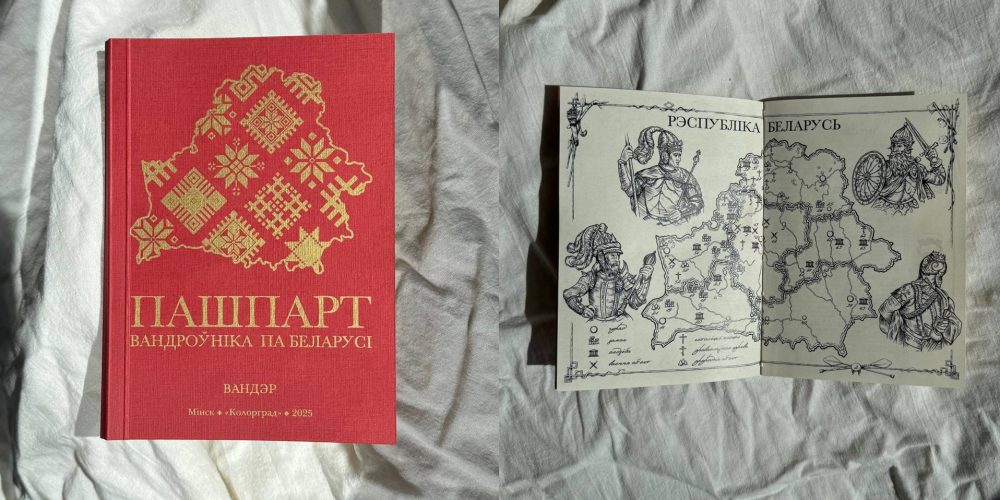 ПАШПАРТ
ВАНДРОЎНІКА ПА БЕЛАРУСІ
ВАНДЭР
Мінск ◆ «Колорград» ◆ 2025
РЭСПУБЛІКА БЕЛАРУСЬ